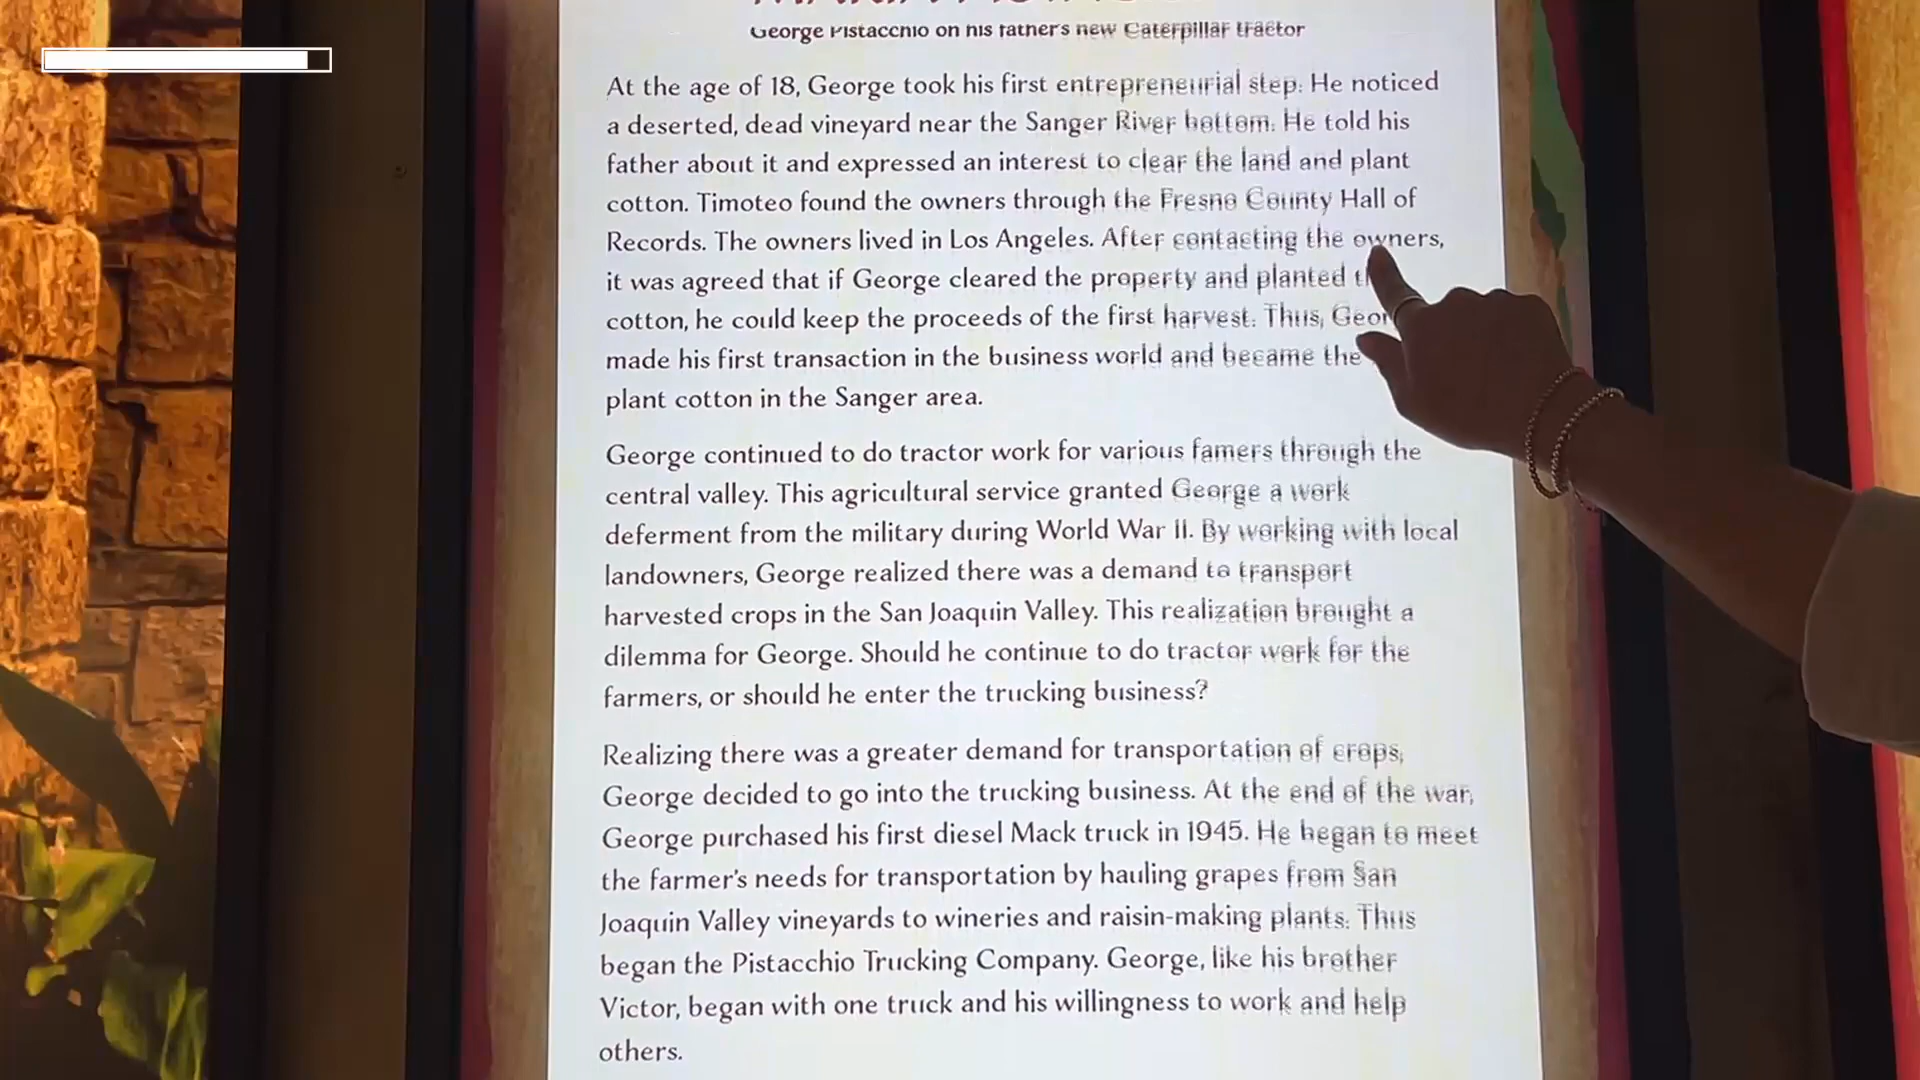 George Pistacchio on his father's new Caterpillar tractor
At the age of 18, George took his first entrepreneurial step. He noticed
a deserted, dead vineyard near the Sanger River bottom. He told his
father about it and expressed an interest to clear the land and plant
cotton. Timoteo found the owners through the Fresno County Hall of
Records. The owners lived in Los Angeles. After contacting the owners,
it was agreed that if George cleared the property and planted
cotton, he could keep the proceeds of the first harvest. Thus,
made his first transaction in the business world and became the
plant cotton in the Sanger area.
George continued to do tractor work for various famers through the
central valley. This agricultural service granted George a work
deferment from the military during World War II. By working with local
landowners, George realized there was a demand to transport
harvested crops in the San Joaquin Valley. This realization brought a
dilemma for George. Should he continue to do tractor work for the
farmers, or should he enter the trucking business?
Realizing there was a greater demand for transportation of crops,
George decided to go into the trucking business. At the end of the war,
George purchased his first diesel Mack truck in 1945. He began to meet
the farmer's needs for transportation by hauling grapes from San
Joaquin Valley vineyards to wineries and raisin-making plants. Thus
began the Pistacchio Trucking Company. George, like his brother
Victor, began with one truck and his willingness to work and help
others.